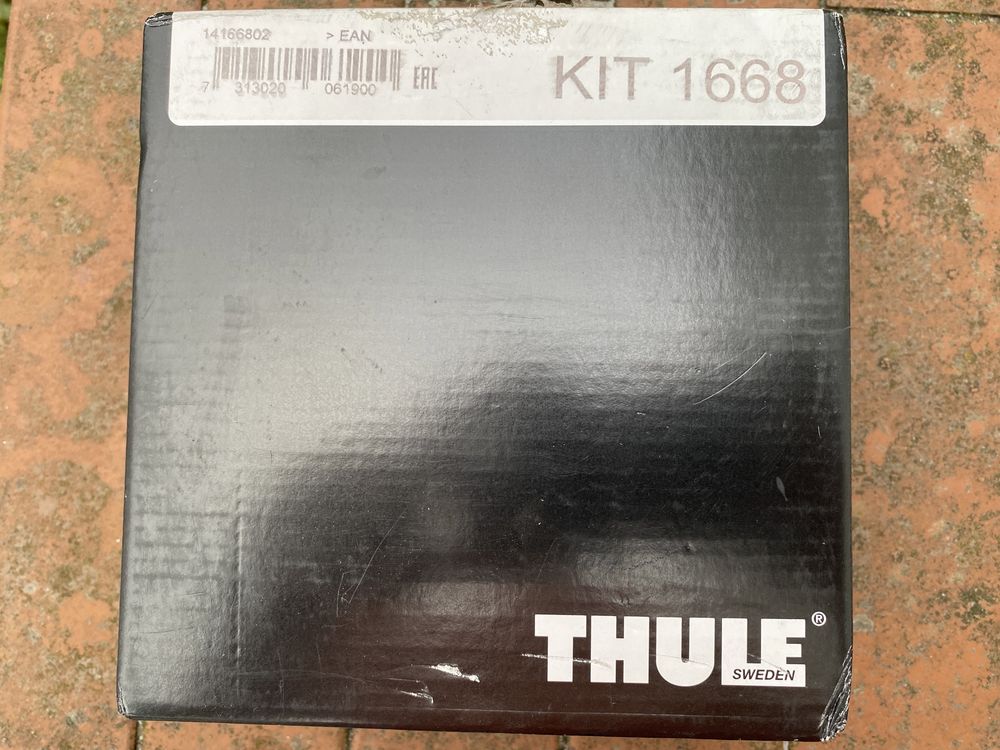 14166802 > EAN
7 313020 061900 EAC
KIT 1668
THULE®
SWEDEN